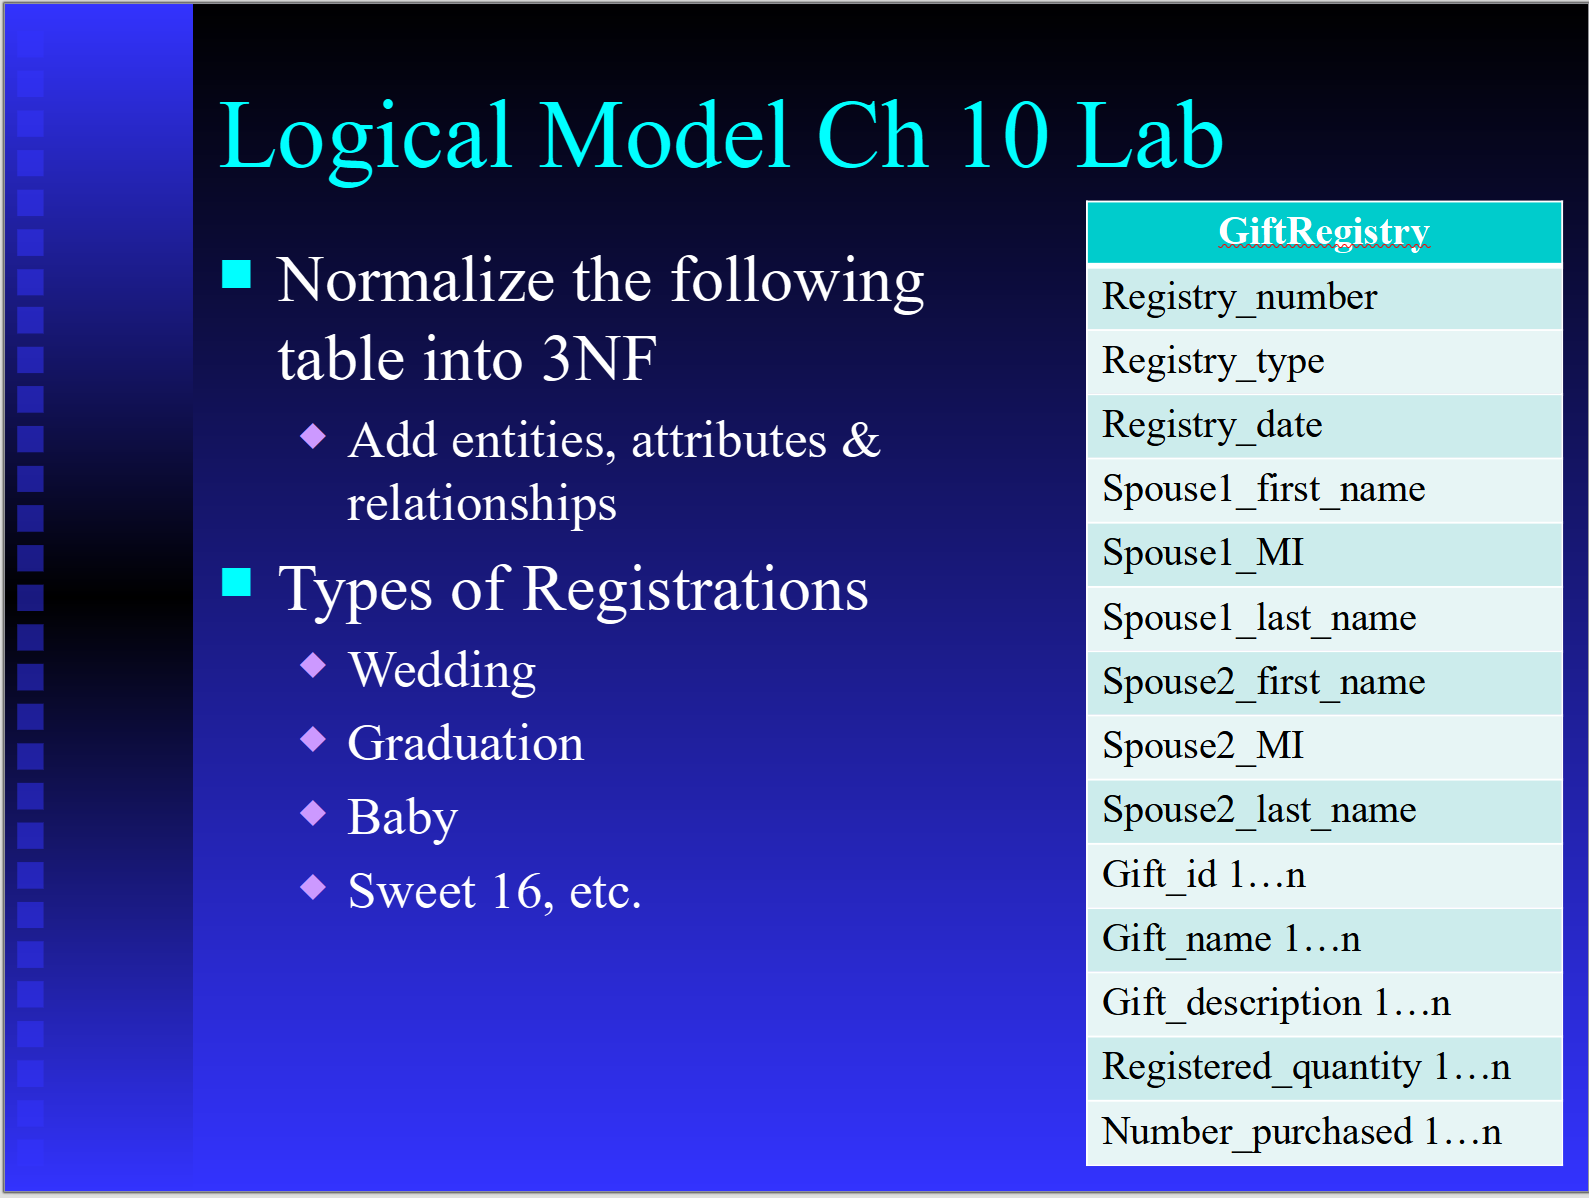 Logical Model Ch 10 Lab
Normalize the following
table into 3NF
Add entities, attributes &
relationships
Types of Registrations
Wedding
Graduation
Baby
Sweet 16, etc.
GiftRegistry
Registry_number
Registry_type
Registry_date
Spouse1_first_name
Spouse1_MI
Spouse1_last_name
Spouse2_first_name
Spouse2_MI
Spouse2_last_name
Gift_id 1…n
Gift_name 1…n
Gift_description 1…n
Registered_quantity 1…n
Number_purchased 1…n